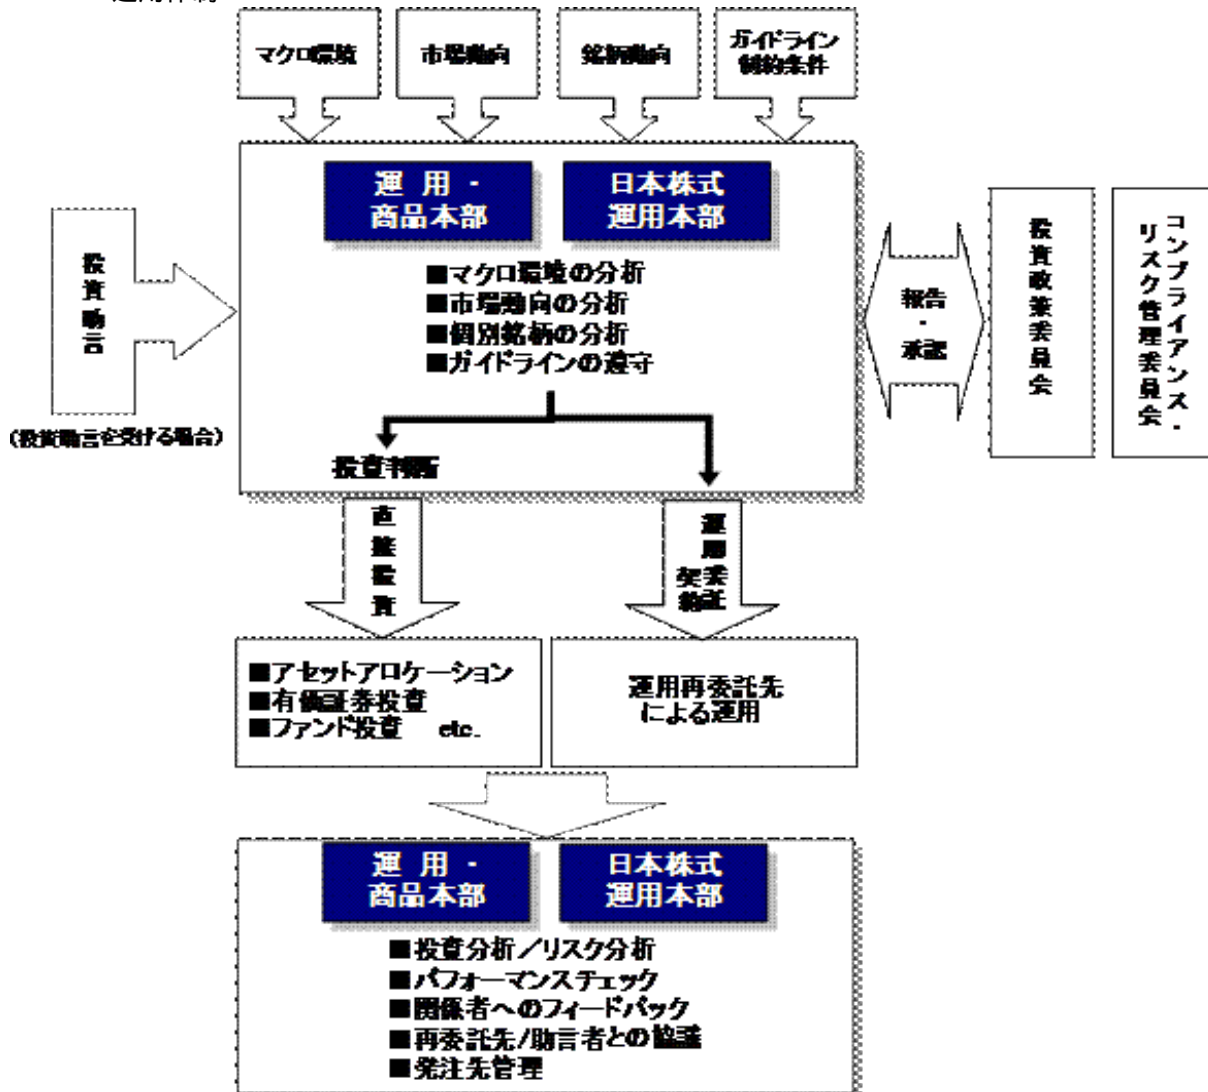 運用体制
マクロ環境
市場動向
銘柄動向
ガイドライン
制約条件
運 用 ・
商品本部
日本株式
運用本部
■マクロ環境の分析
■市場動向の分析
■個別銘柄の分析
■ガイドラインの遵守
投資助言
(投資助言を受ける場合)
報告
・
承認
投資政策委員会
コンプライアンス・
リスク管理委員会
投資判断
直接投資
運用委託
契約
■アセットアロケーション
■有価証券投資
■ファンド投資 etc.
運用再委託先
による運用
運 用 ・
商品本部
日本株式
運用本部
■投資分析／リスク分析
■パフォーマンスチェック
■関係者へのフィードバック
■再委託先/助言者との協議
■発注先管理